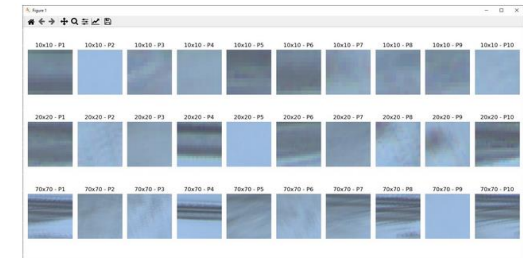 Figure 1
10x10 - P1 10x10 - P2 10x10 - P3 10x10 - P4 10x10 - P5 10x10 - P6 10x10 - P7 10x10 - P8 10x10 - P9 10x10 - P10
20x20 - P1 20x20 - P2 20x20 - P3 20x20 - P4 20x20 - P5 20x20 - P6 20x20 - P7 20x20 - P8 20x20 - P9 20x20 - P10
70x70 - P1 70x70 - P2 70x70 - P3 70x70 - P4 70x70 - P5 70x70 - P6 70x70 - P7 70x70 - P8 70x70 - P9 70x70 - P10